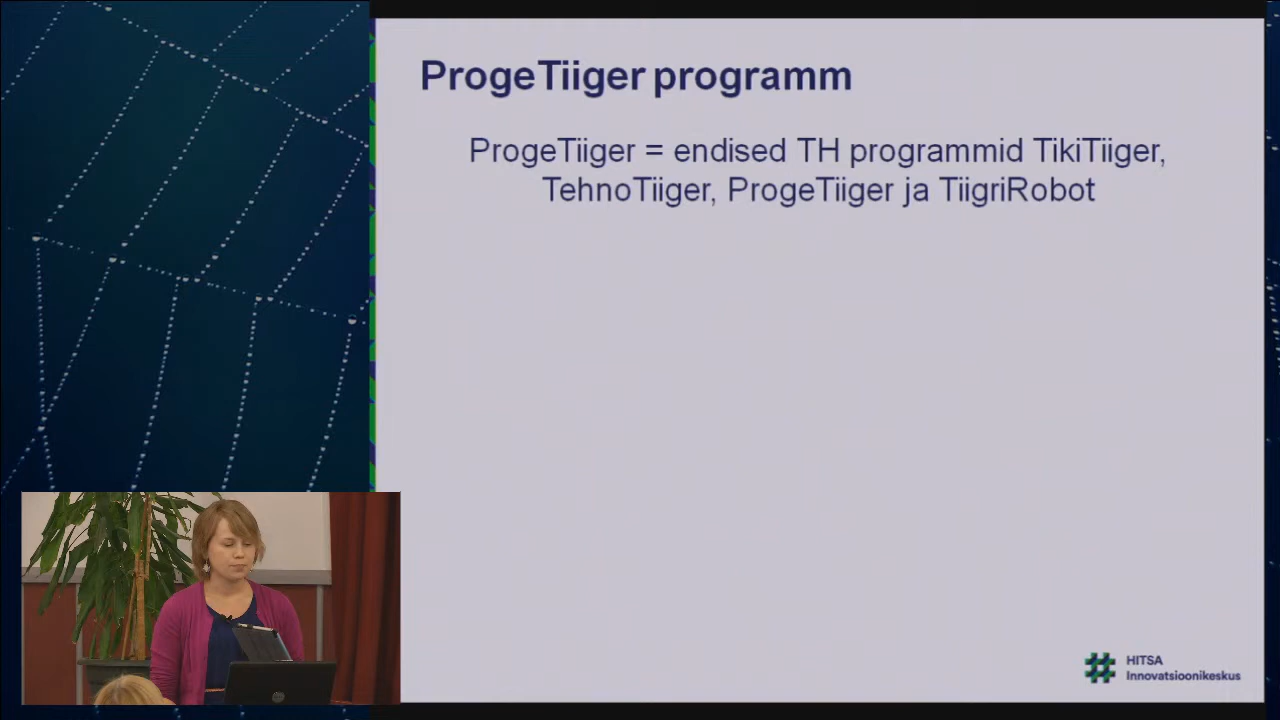 ProgeTiiger programm
ProgeTiiger = endised TH programmid TikiTiiger,
TehnoTiiger, ProgeTiiger ja TiigriRobot
HITSA
Innovatsioonikeskus